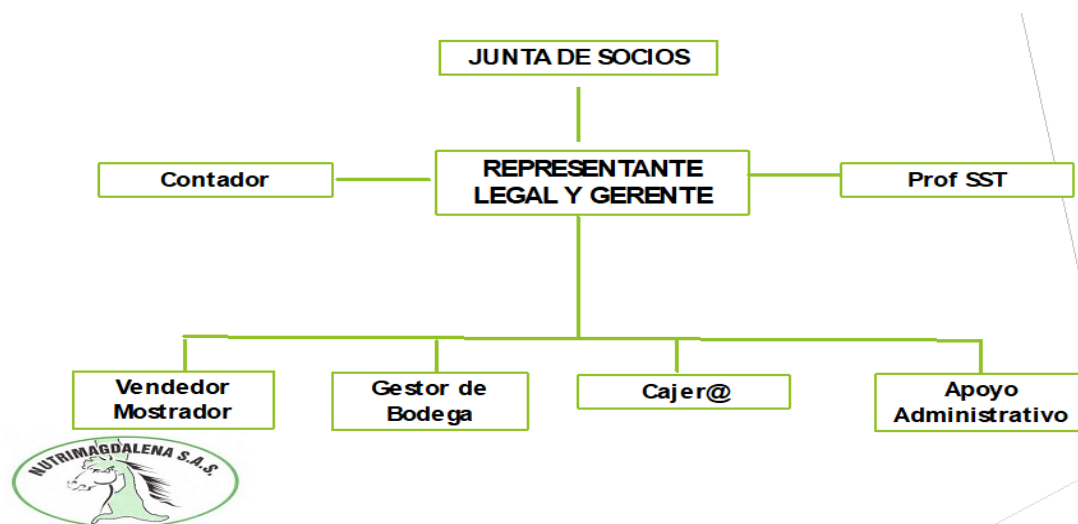 JUNTA DE SOCIOS
Contador
REPRESENTANTE
LEGAL Y GERENTE
Prof SST
Vendedor
Mostrador
Gestor de
Bodega
Cajer@
Apoyo
Administrativo
NUTRIMAGDALENA S.A.S.